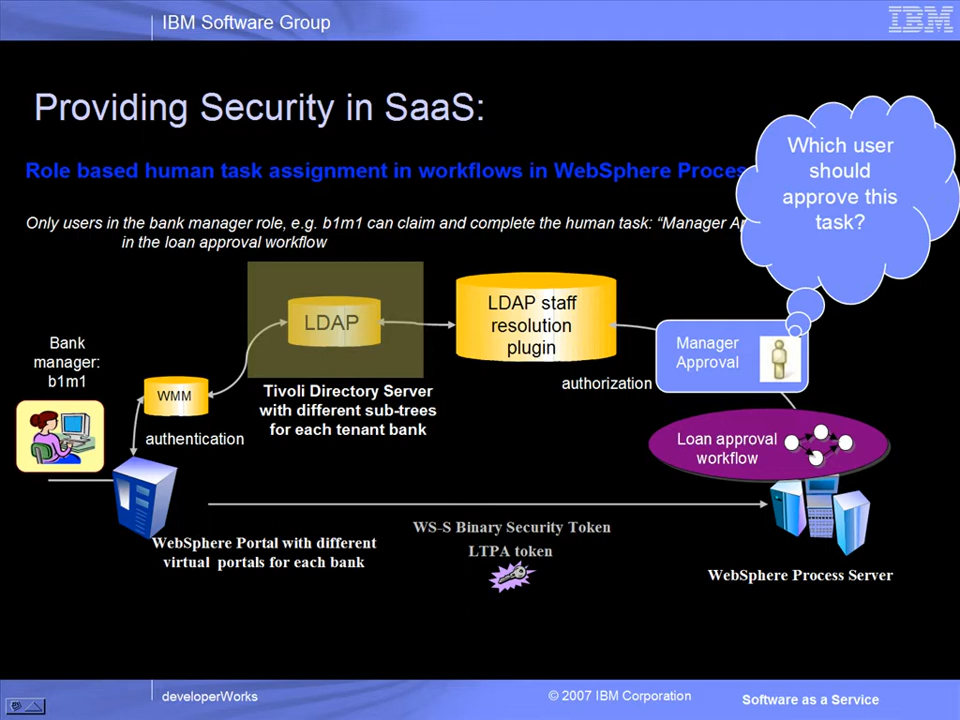 IBM Software Group
IBM
Providing Security in SaaS:
Role based human task assignment in workflows in WebSphere Proces
Which user
should
approve this
task?
Only users in the bank manager role, e.g. b1m1 can claim and complete the human task: “Manager Ap
in the loan approval workflow
LDAP
LDAP staff
resolution
plugin
Manager
Approval
Bank
manager:
b1m1
WMM
authentication
Tivoli Directory Server
with different sub-trees
for each tenant bank
authorization
Loan approval
workflow
WS-S Binary Security Token
LTPA token
WebSphere Portal with different
virtual portals for each bank
WebSphere Process Server
developerWorks
© 2007 IBM Corporation
Software as a Service